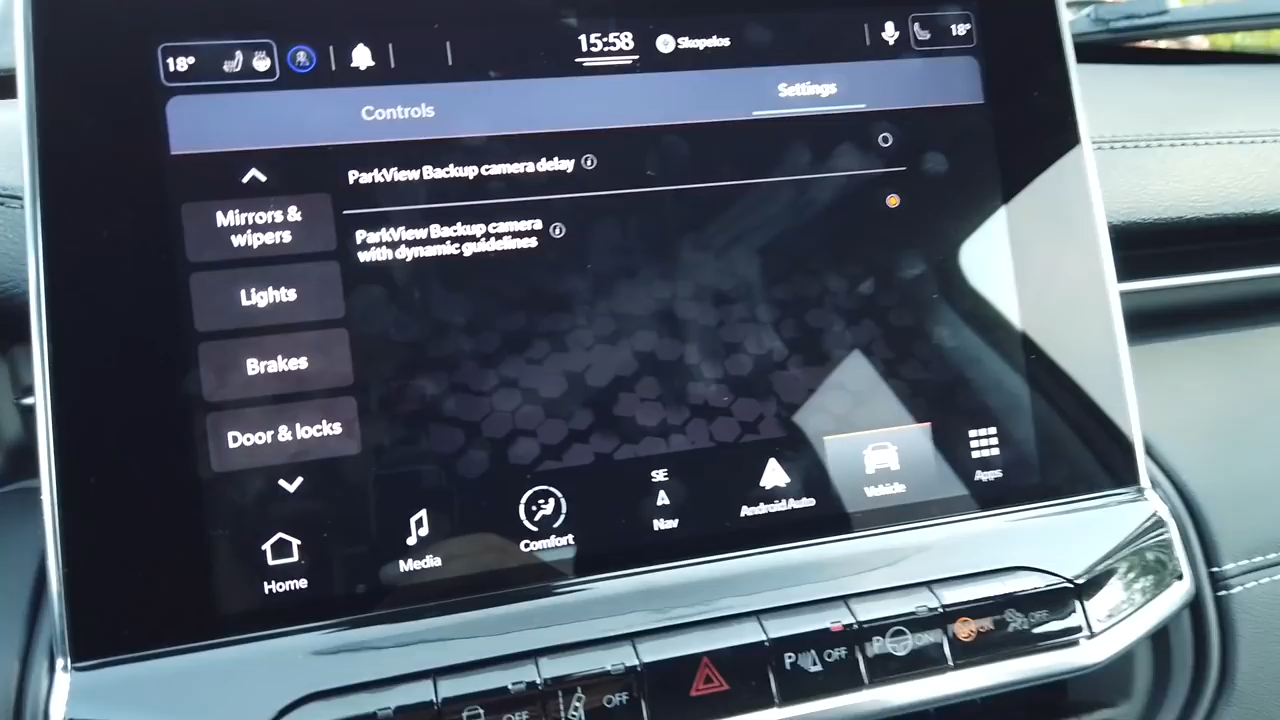 18°
15:58
Skopelos
18°
Controls
Settings
ParkView Backup camera delay
ParkView Backup camera
with dynamic guidelines
Mirrors &
wipers
Lights
Brakes
Door & locks
Home
Media
Comfort
SE
A
Nav
Android Auto
Vehicle
Apps
OFF
OFF
P OFF
P ON
OFF